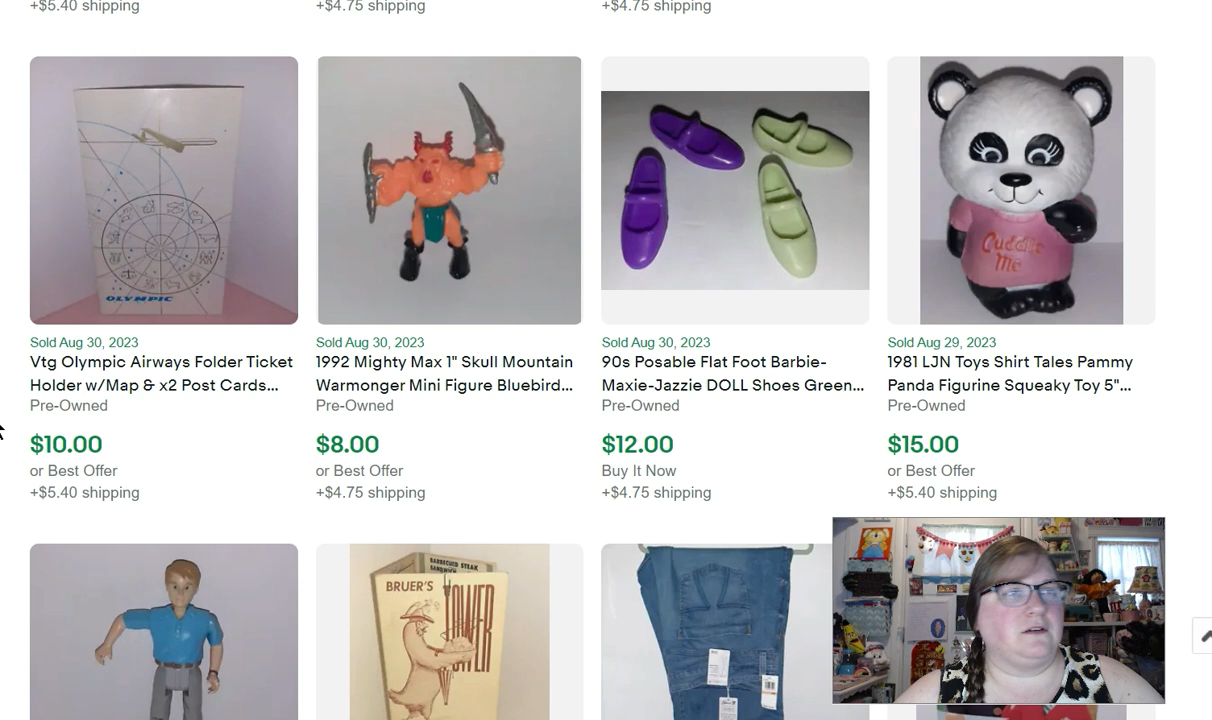 +$5.40 shipping
+$4.75 shipping
+$4.75 shipping
OLYMPIC
Cuddle
Me
Sold Aug 30, 2023
Vtg Olympic Airways Folder Ticket
Holder w/Map & x2 Post Cards...
Pre-Owned
$10.00
or Best Offer
+$5.40 shipping
Sold Aug 30, 2023
1992 Mighty Max 1" Skull Mountain
Warmonger Mini Figure Bluebird...
Pre-Owned
$8.00
or Best Offer
+$4.75 shipping
Sold Aug 30, 2023
90s Posable Flat Foot Barbie-
Maxie-Jazzie DOLL Shoes Green...
Pre-Owned
$12.00
Buy It Now
+$4.75 shipping
Sold Aug 29, 2023
1981 LJN Toys Shirt Tales Pammy
Panda Figurine Squeaky Toy 5"...
Pre-Owned
$15.00
or Best Offer
+$5.40 shipping
BARBECUED STEAK
SANDWICH
BRUER'S
TOWER